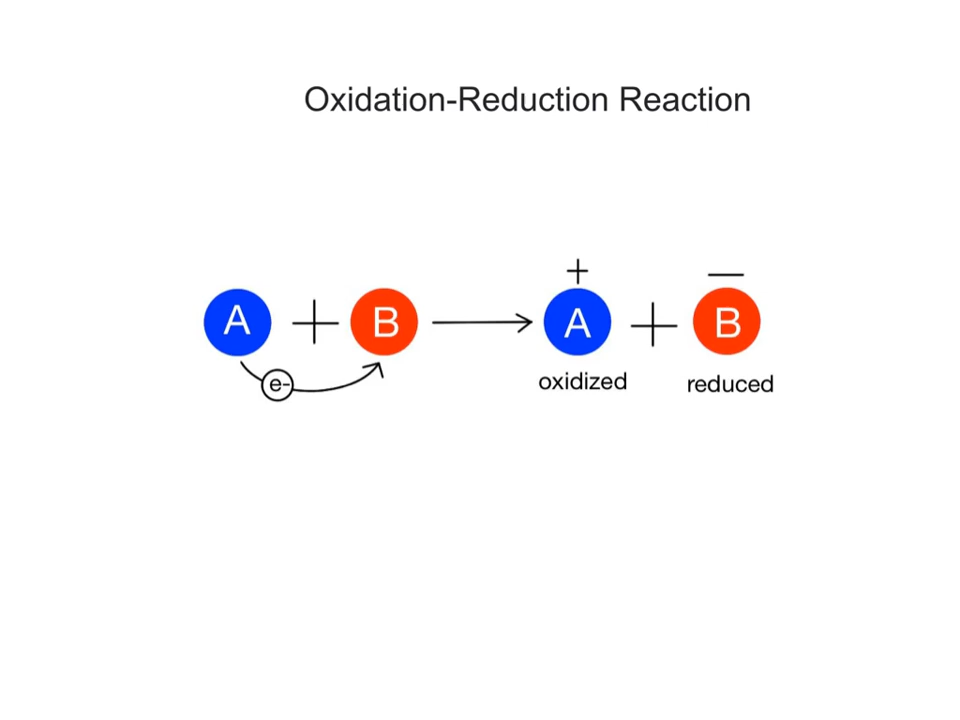 Oxidation-Reduction Reaction
A + B → A + B
+ −
e-
oxidized reduced